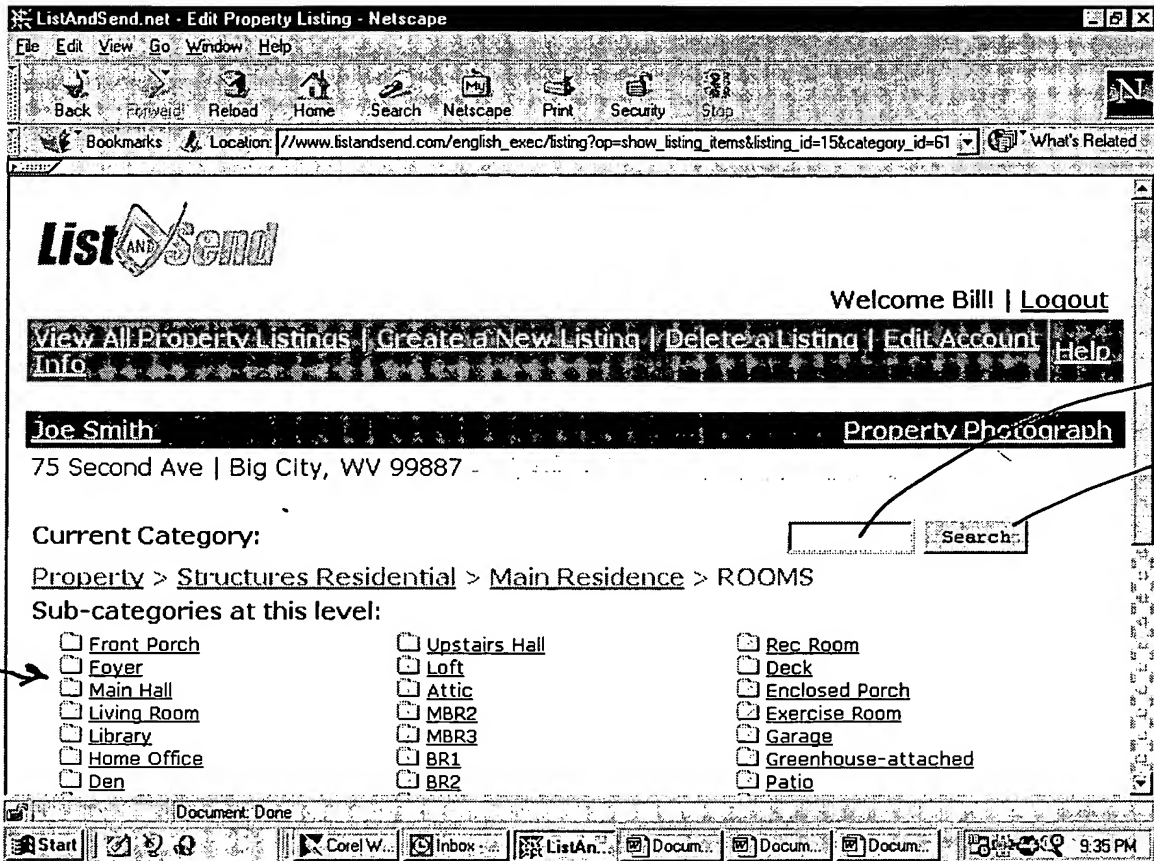 ListAndSend.net - Edit Property Listing - Netscape
File Edit View Go Window Help
Back Forward Reload Home Search Netscape Print Security Stop
Bookmarks Location: //www.listandsend.com/english_exec/listing?op=show_listing_items&listing_id=15&category_id=61 What's Related
List AND Send
Welcome Bill! | Logout
View All Property Listings | Create a New Listing | Delete a Listing | Edit Account Help
Info
Joe Smith Property Photograph
75 Second Ave | Big City, WV 99887
Current Category: Search
Property > Structures Residential > Main Residence > ROOMS
Sub-categories at this level:
Front Porch Upstairs Hall Rec Room
Foyer Loft Deck
Main Hall Attic Enclosed Porch
Living Room MBR2 Exercise Room
Library MBR3 Garage
Home Office BR1 Greenhouse-attached
Den BR2 Patio
Document: Done
Start Corel W... Inbox - ... ListAn... Docum... Docum... Docum... 9:35 PM